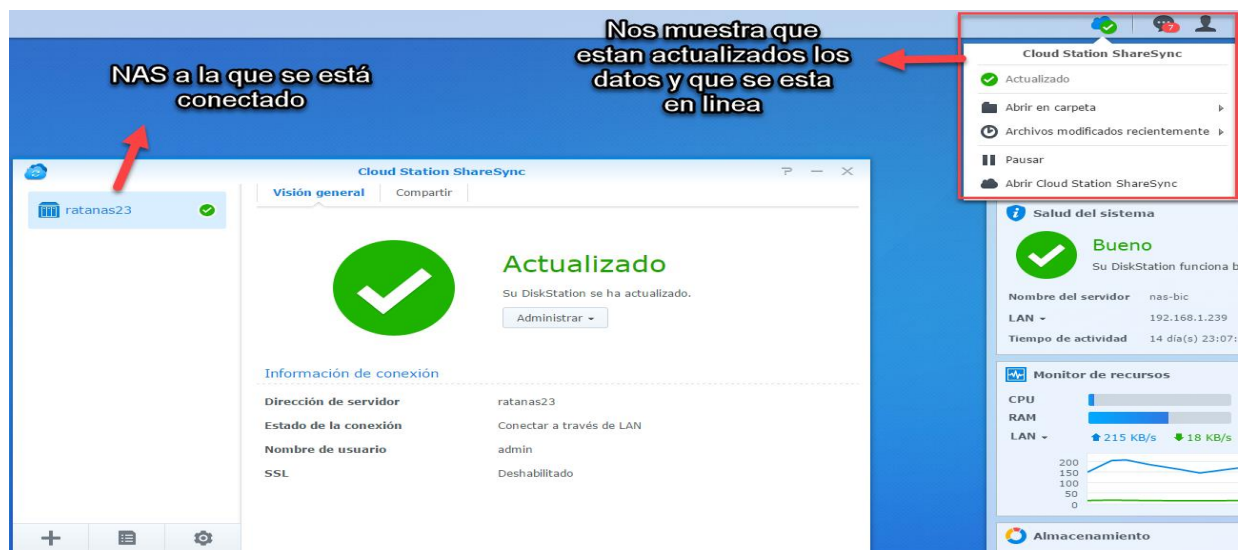 Nos muestra que
estan actualizados los
datos y que se esta
en linea
NAS a la que se está
conectado
7
Cloud Station ShareSync
Actualizado
Abrir en carpeta
Archivos modificados recientemente
Pausar
Abrir Cloud Station ShareSync
Cloud Station ShareSync
ratanas23
Visión general
Compartir
Actualizado
Su DiskStation se ha actualizado.
Administrar
Información de conexión
Dirección de servidor ratanas23
Estado de la conexión Conectar a través de LAN
Nombre de usuario admin
SSL Deshabilitado
Salud del sistema
Bueno
Su DiskStation funciona b
Nombre del servidor nas-bic
LAN 192.168.1.239
Tiempo de actividad 14 día(s) 23:07:
Monitor de recursos
CPU
RAM
LAN 215 KB/s 18 KB/s
200
150
100
50
0
Almacenamiento